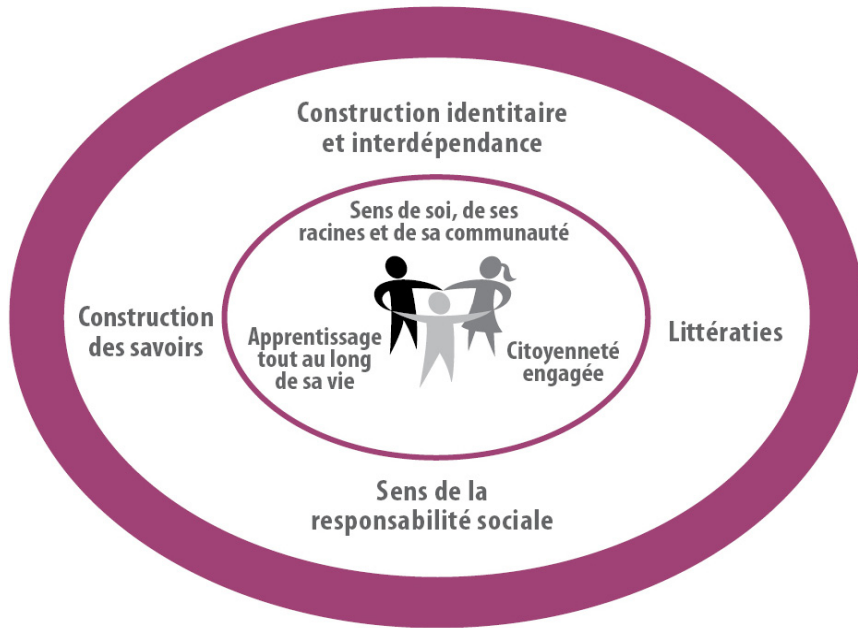 Construction identitaire
et interdépendance
Sens de soi, de ses
racines et de sa communauté
Construction
des savoirs
Apprentissage
tout au long
de sa vie
Citoyenneté
engagée
Littératies
Sens de la
responsabilité sociale